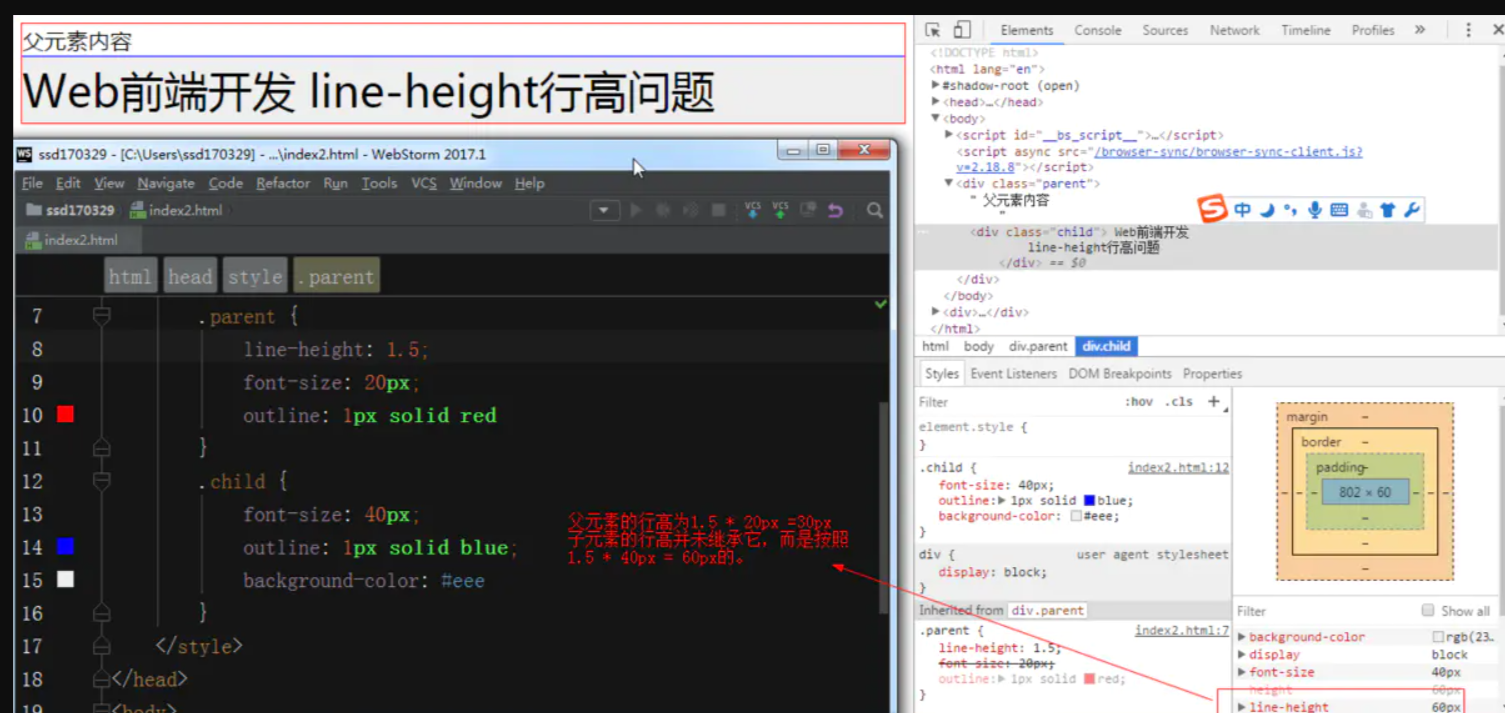 父元素内容
Web前端开发 line-height行高问题
ssd170329 - [C:\Users\ssd170329] - ...\index2.html - WebStorm 2017.1
File Edit View Navigate Code Refactor Run Tools VCS Window Help
ssd170329 index2.html
VCS VCS
index2.html
html head style .parent
7 .parent {
8 line-height: 1.5;
9 font-size: 20px;
10 outline: 1px solid red
11 }
12 .child {
13 font-size: 40px;
14 outline: 1px solid blue;
15 background-color: #eee
16 }
17 </style>
18 </head>
19 <body>
父元素的行高为1.5 * 20px =30px
子元素的行高并未继承它，而是按照
1.5 * 40px = 60px的。
Elements Console Sources Network Timeline Profiles »
<!DOCTYPE html>
<html lang="en">
#shadow-root (open)
<head>…</head>
<body>
<script id="__bs_script__">…</script>
<script async src="/browser-sync/browser-sync-client.js?
v=2.18.8"></script>
<div class="parent">
" 父元素内容
"
<div class="child"> Web前端开发
line-height行高问题
</div> == $0
</div>
</body>
<div>…</div>
</html>
中
html body div.parent div.child
Styles Event Listeners DOM Breakpoints Properties
Filter :hov .cls +
element.style {
}
.child { index2.html:12
font-size: 40px;
outline: 1px solid blue;
background-color: #eee;
}
div { user agent stylesheet
display: block;
}
Inherited from div.parent
.parent { index2.html:7
line-height: 1.5;
font-size: 20px;
outline: 1px solid red;
}
margin -
border -
padding-
- - - 802 × 60 - - -
-
-
-
Filter Show all
background-color rgb(23…
display block
font-size 40px
height 60px
line-height 60px